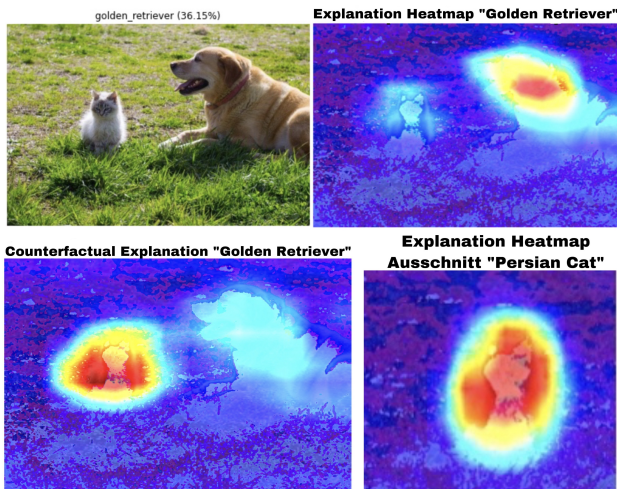 golden_retriever (36.15%)
Explanation Heatmap "Golden Retriever"
Counterfactual Explanation "Golden Retriever"
Explanation Heatmap
Ausschnitt "Persian Cat"